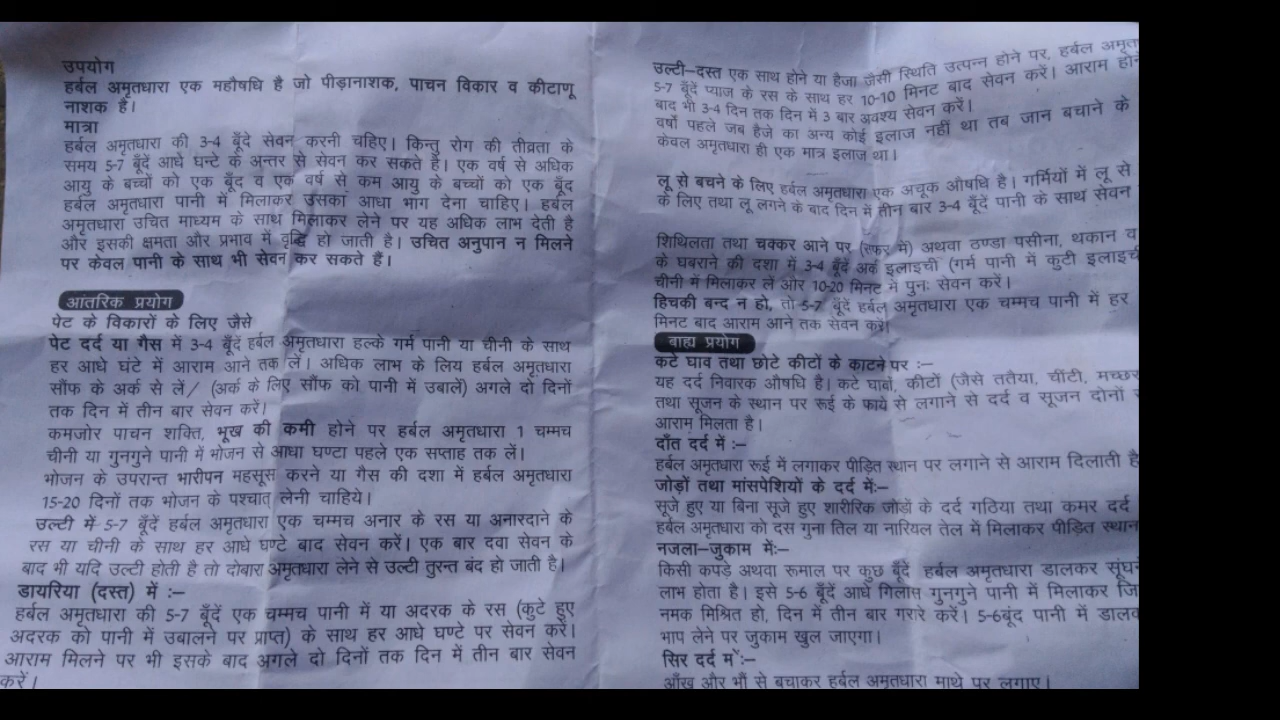 उपयोग
हर्बल अमृतधारा एक महौषधि है जो पीड़ानाशक, पाचन विकार व कीटाणू
नाशक है।
मात्रा
हर्बल अमृतधारा की 3-4 बूँदे सेवन करनी चहिए। किन्तु रोग की तीव्रता के
समय 5-7 बूँदें आधे घन्टे के अन्तर से सेवन कर सकते हैं। एक वर्ष से अधिक
आयु के बच्चों को एक बूँद व एक वर्ष से कम आयु के बच्चों को एक बूँद
हर्बल अमृतधारा पानी में मिलाकर उसका आधा भाग देना चाहिए। हर्बल
अमृतधारा उचित माध्यम के साथ मिलाकर लेने पर यह अधिक लाभ देती है
और इसकी क्षमता और प्रभाव में वृद्धि हो जाती है। उचित अनुपान न मिलने
पर केवल पानी के साथ भी सेवन कर सकते हैं।
आंतरिक प्रयोग
पेट के विकारों के लिए जैसे
पेट दर्द या गैस में 3-4 बूँदें हर्बल अमृतधारा हल्के गर्म पानी या चीनी के साथ
हर आधे घंटे में आराम आने तक लें। अधिक लाभ के लिय हर्बल अमृतधारा
सौंफ के अर्क से लें/ (अर्क के लिए सौंफ को पानी में उबालें) अगले दो दिनों
तक दिन में तीन बार सेवन करें।
कमजोर पाचन शक्ति, भूख की कमी होने पर हर्बल अमृतधारा 1 चम्मच
चीनी या गुनगुने पानी में भोजन से आधा घण्टा पहले एक सप्ताह तक लें।
भोजन के उपरान्त भारीपन महसूस करने या गैस की दशा में हर्बल अमृतधारा
15-20 दिनों तक भोजन के पश्चात् लेनी चाहिये।
उल्टी में 5-7 बूँदें हर्बल अमृतधारा एक चम्मच अनार के रस या अनारदाने के
रस या चीनी के साथ हर आधे घण्टे बाद सेवन करें। एक बार दवा सेवन के
बाद भी यदि उल्टी होती है तो दोबारा अमृतधारा लेने से उल्टी तुरन्त बंद हो जाती है।
डायरिया (दस्त) में :–
हर्बल अमृतधारा की 5-7 बूँदें एक चम्मच पानी में या अदरक के रस (कुटे हुए
अदरक को पानी में उबालने पर प्राप्त) के साथ हर आधे घण्टे पर सेवन करें।
आराम मिलने पर भी इसके बाद अगले दो दिनों तक दिन में तीन बार सेवन
करें।
उल्टी–दस्त एक साथ होने या हैजा जैसी स्थिति उत्पन्न होने पर, हर्बल
5-7 बूँदें प्याज के रस के साथ हर 10-10 मिनट बाद सेवन करें। आराम
बाद भी 3-4 दिन तक दिन में 3 बार अवश्य सेवन करें।
वर्षो पहले जब हैजे का अन्य कोई इलाज नहीं था तब जान बचाने के
केवल अमृतधारा ही एक मात्र इलाज था।
लू से बचने के लिए हर्बल अमृतधारा एक अचूक औषधि है। गर्मियों में लू से
के लिए तथा लू लगने के बाद दिन में तीन बार 3-4 बूँदें पानी के साथ सेवन
शिथिलता तथा चक्कर आने पर (सफर में) अथवा ठण्डा पसीना, थकान व
के घबराने की दशा में 3-4 बूँदें अर्क इलाइची (गर्म पानी में कुटी
चीनी में मिलाकर लें और 10-20 मिनट में पुनः सेवन करें।
हिचकी बन्द न हो, तो 5-7 बूँदें हर्बल अमृतधारा एक चम्मच पानी में हर
मिनट बाद आराम आने तक सेवन करें।
बाह्य प्रयोग
कटे घाव तथा छोटे कीटों के काटने पर :–
यह दर्द निवारक औषधि है। कटे घावों, कीटों (जैसे ततैया, चींटी,
तथा सूजन के स्थान पर रूई के फाये से लगाने से दर्द व सूजन दोनों
आराम मिलता है।
दाँत दर्द में :–
हर्बल अमृतधारा रूई में लगाकर पीड़ित स्थान पर लगाने से आराम दिलाती है
जोड़ों तथा मांसपेशियों के दर्द में:–
सूजे हुए या बिना सूजे हुए शारीरिक जोड़ों के दर्द गठिया तथा कमर दर्द
हर्बल अमृतधारा को दस गुना तिल या नारियल तेल में मिलाकर पीड़ित स्थान
नजला–जुकाम में:–
किसी कपड़े अथवा रूमाल पर कुछ बूँदें हर्बल अमृतधारा डालकर
लाभ होता है। इसे 5-6 बूँदें आधे गिलास गुनगुने पानी में मिलाकर
नमक मिश्रित हो, दिन में तीन बार गरारे करें। 5-6बूंद पानी में
भाप लेने पर जुकाम खुल जाएगा।
सिर दर्द में:–
आँख और भौं से बचाकर हर्बल अमृतधारा माथे पर लगाए।